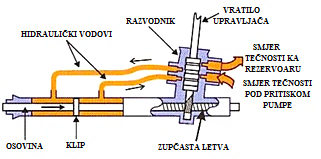 VRATILO
UPRAVLJAČA
RAZVODNIK
HIDRAULIČKI VODOVI
SMJER
TEČNOSTI KA
REZERVOARU
SMJER TEČNOSTI
POD PRITISKOM
PUMPE
OSOVINA
KLIP
ZUPČASTA LETVA